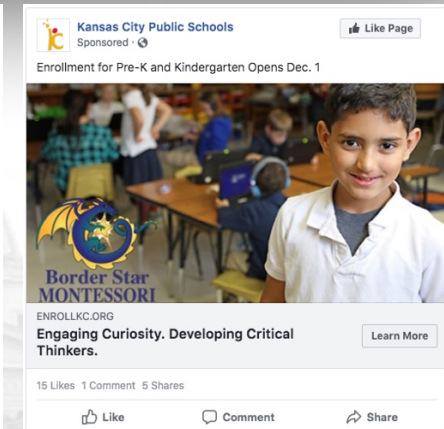 Kansas City Public Schools
Like Page
Sponsored ·
Enrollment for Pre-K and Kindergarten Opens Dec. 1
Border Star
MONTESSORI
ENROLLKC.ORG
Engaging Curiosity. Developing Critical
Thinkers.
Learn More
15 Likes 1 Comment 5 Shares
Like Comment Share